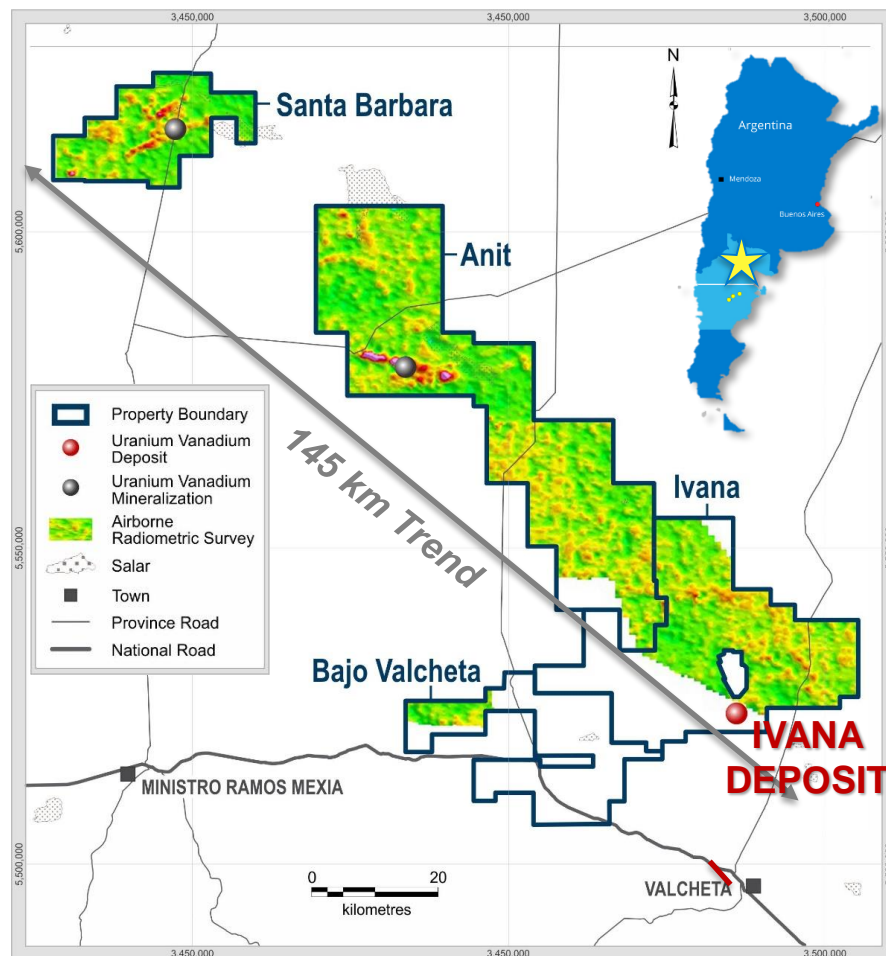 3,450,000
3,450,000
3,500,000
N
Santa Barbara
Argentina
Mendoza
Buenos Aires
5,600,000
Anit
Property Boundary
Uranium Vanadium
Deposit
Uranium Vanadium
Mineralization
Airborne
Radiometric Survey
Salar
Town
Province Road
National Road
145 km Trend
Ivana
5,550,000
Bajo Valcheta
IVANA
DEPOSIT
MINISTRO RAMOS MEXIA
5,500,000
VALCHETA
0 20
kilometres
3,450,000
3,450,000
3,500,000